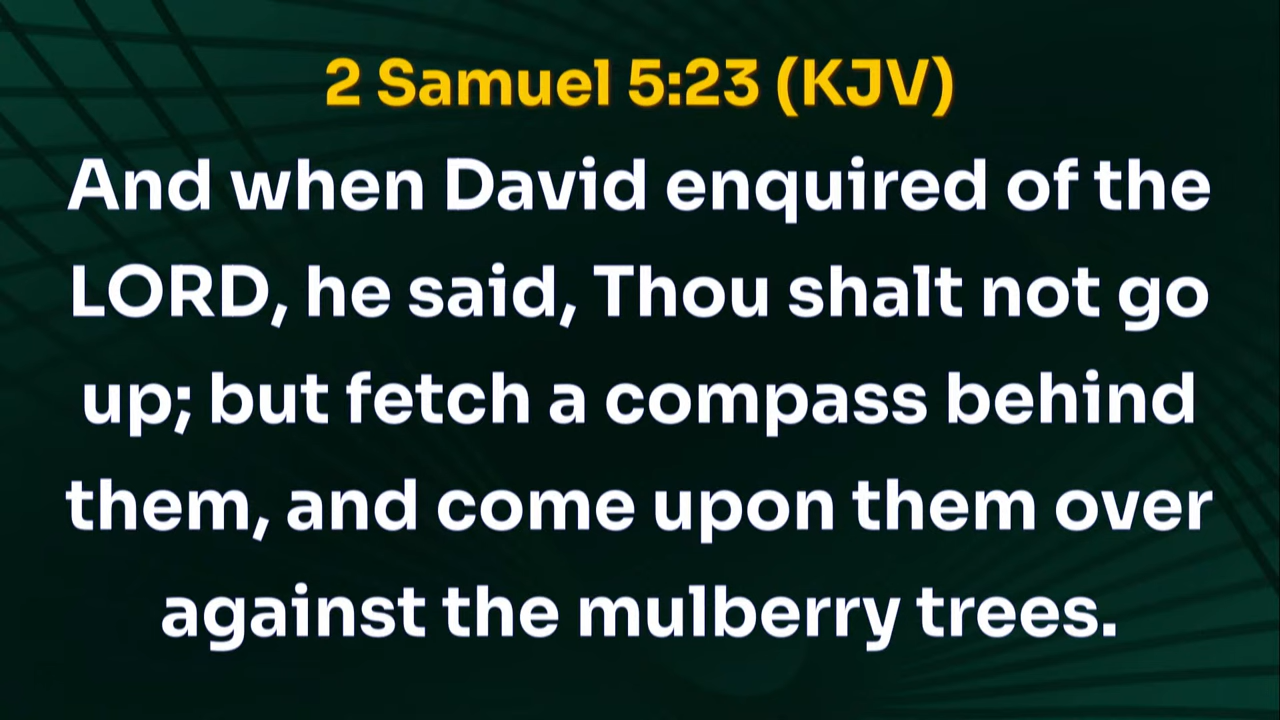 2 Samuel 5:23 (KJV)
And when David enquired of the
LORD, he said, Thou shalt not go
up; but fetch a compass behind
them, and come upon them over
against the mulberry trees.